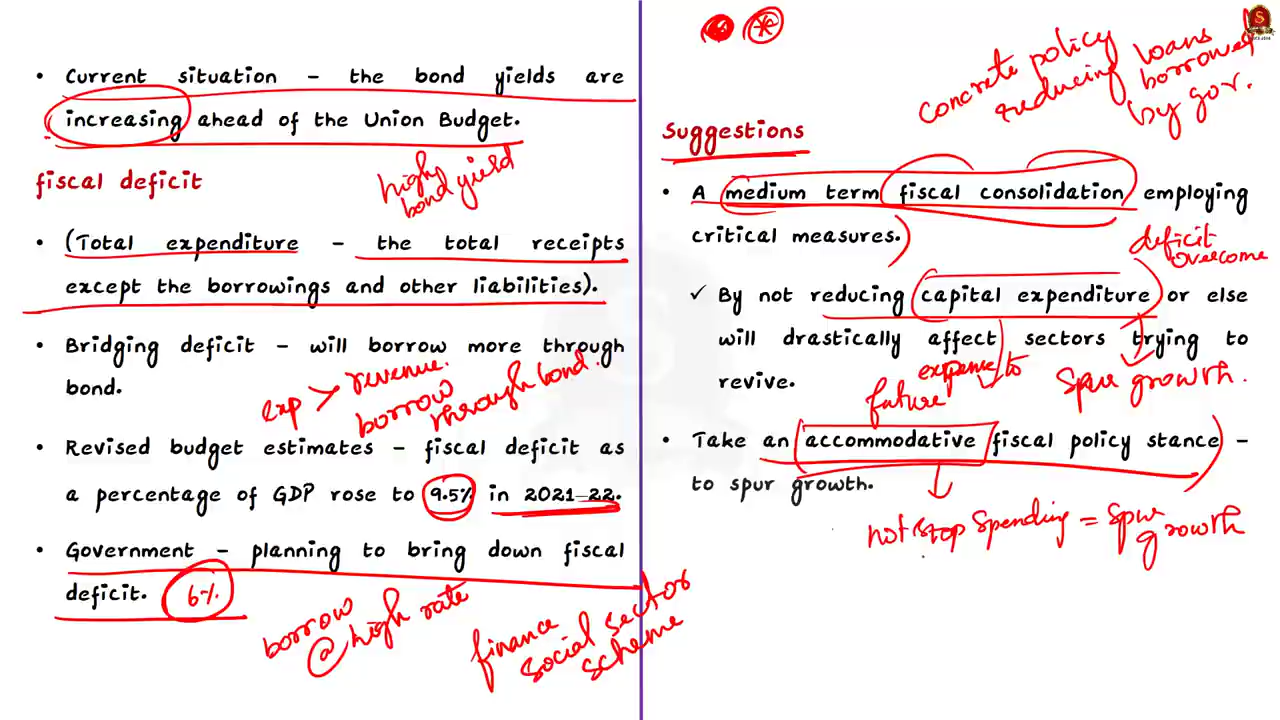 • Current situation – the bond yields are
increasing ahead of the Union Budget.
high
bond yield
fiscal deficit
• (Total expenditure – the total receipts
except the borrowings and other liabilities).
• Bridging deficit – will borrow more through
bond.
exp > revenue.
borrow
through bond.
• Revised budget estimates – fiscal deficit as
a percentage of GDP rose to 9.5% in 2021–22.
• Government – planning to bring down fiscal
deficit. 6%
borrow
@ high rate
finance
social sector
scheme
concrete policy
reducing loans
borrowed
by gov.
Suggestions
• A medium term fiscal consolidation employing
critical measures.
deficit
overcome
✓ By not reducing capital expenditure or else
will drastically affect sectors trying to
revive.
future
expense to
spur growth.
• Take an accommodative fiscal policy stance –
to spur growth.
not stop spending = spur
growth